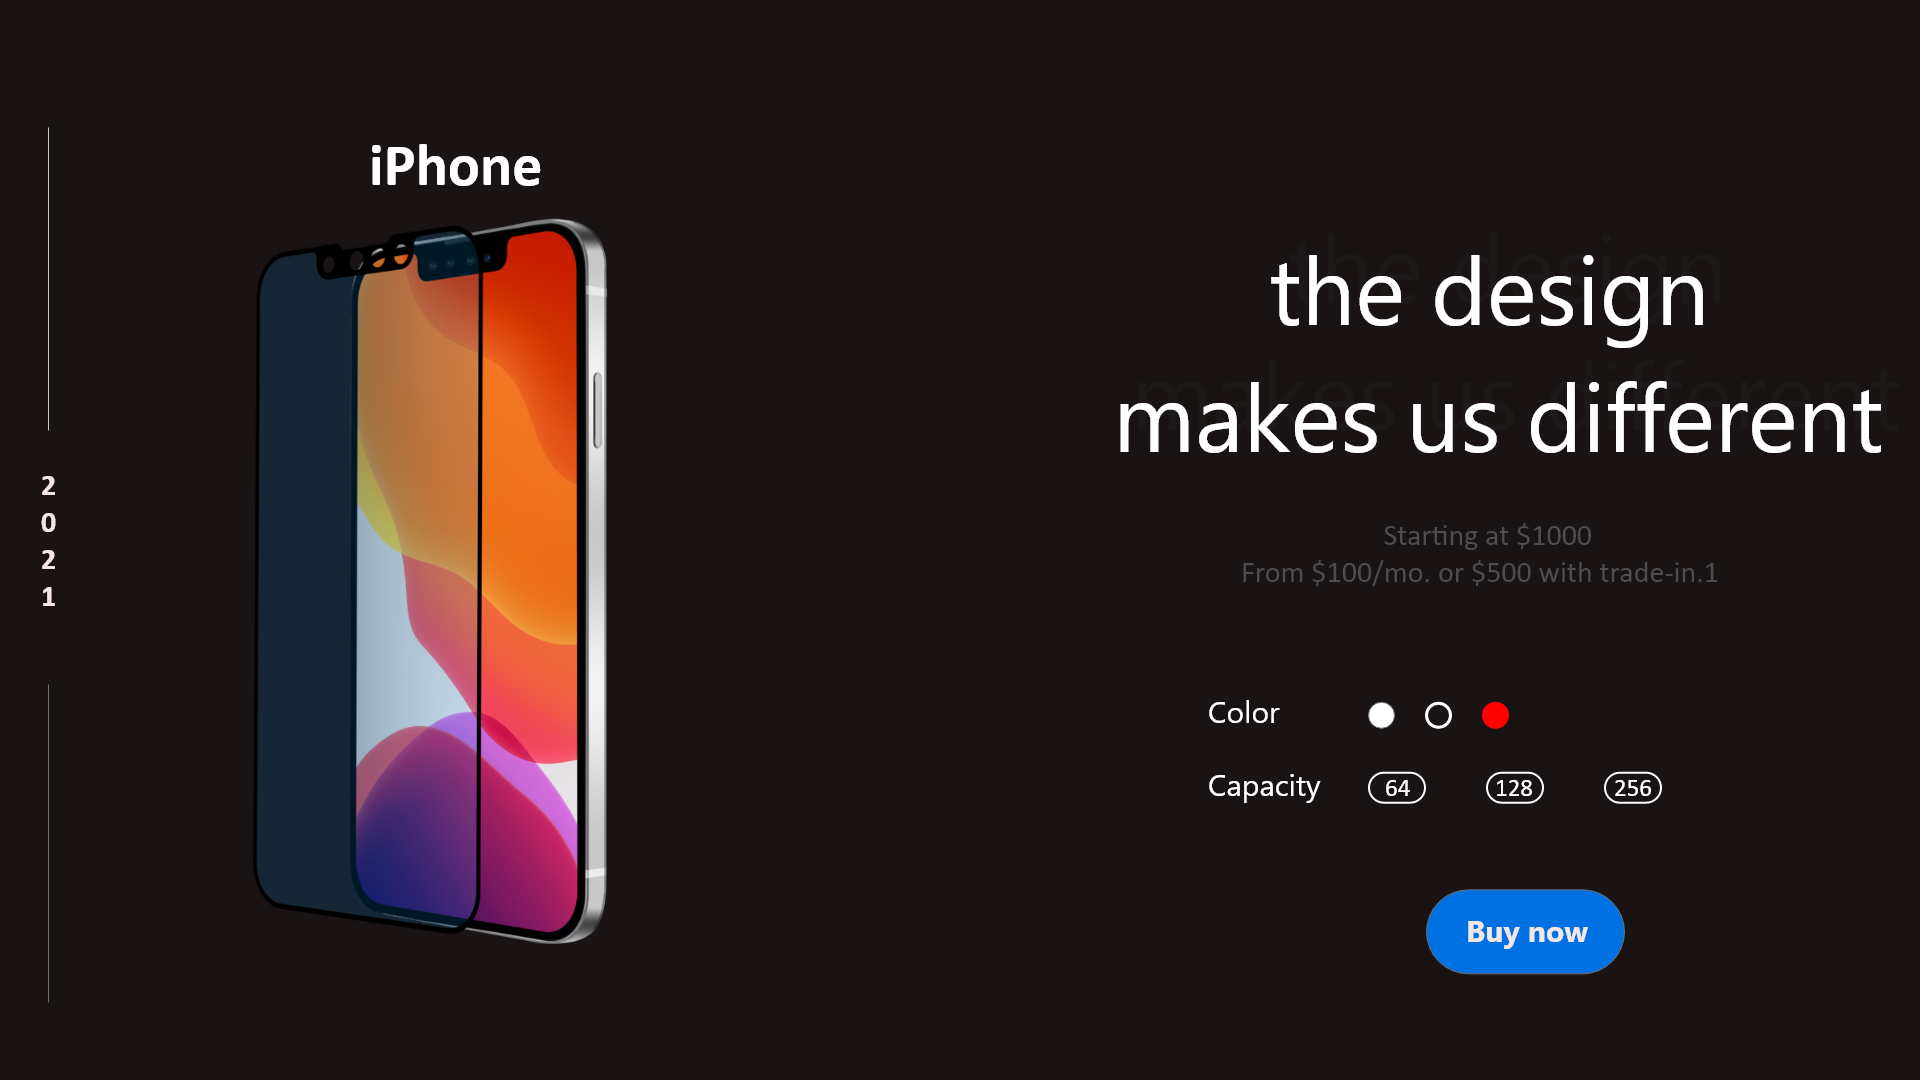 iPhone
2
0
2
1
the design
makes us different
Starting at $1000
From $100/mo. or $500 with trade-in.1
Color
Capacity
64
128
256
Buy now